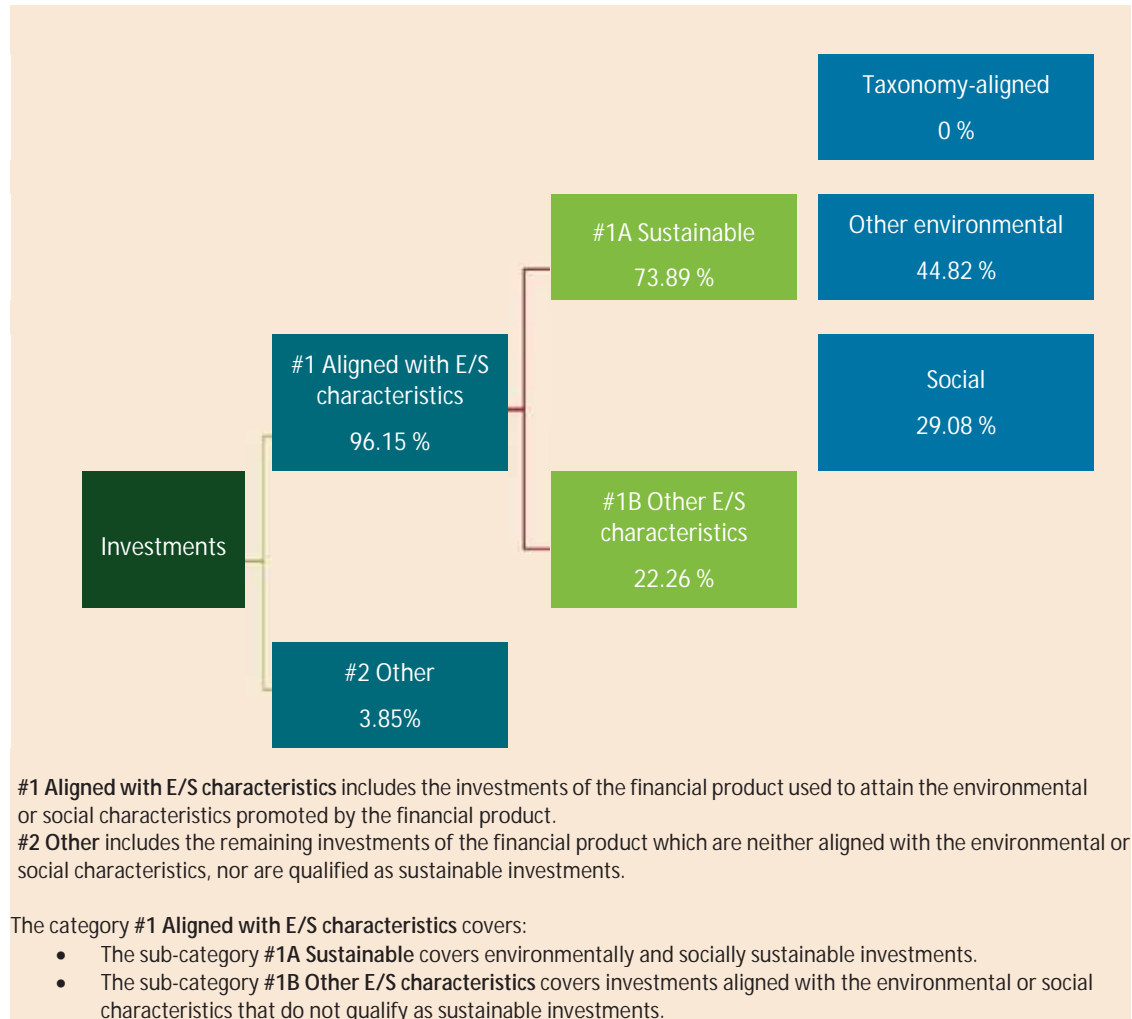 Taxonomy-aligned
0 %
#1A Sustainable
73.89 %
Other environmental
44.82 %
#1 Aligned with E/S
characteristics
96.15 %
Social
29.08 %
Investments
#1B Other E/S
characteristics
22.26 %
#2 Other
3.85%
#1 Aligned with E/S characteristics includes the investments of the financial product used to attain the environmental
or social characteristics promoted by the financial product.
#2 Other includes the remaining investments of the financial product which are neither aligned with the environmental or
social characteristics, nor are qualified as sustainable investments.
The category #1 Aligned with E/S characteristics covers:
• The sub-category #1A Sustainable covers environmentally and socially sustainable investments.
• The sub-category #1B Other E/S characteristics covers investments aligned with the environmental or social
characteristics that do not qualify as sustainable investments.